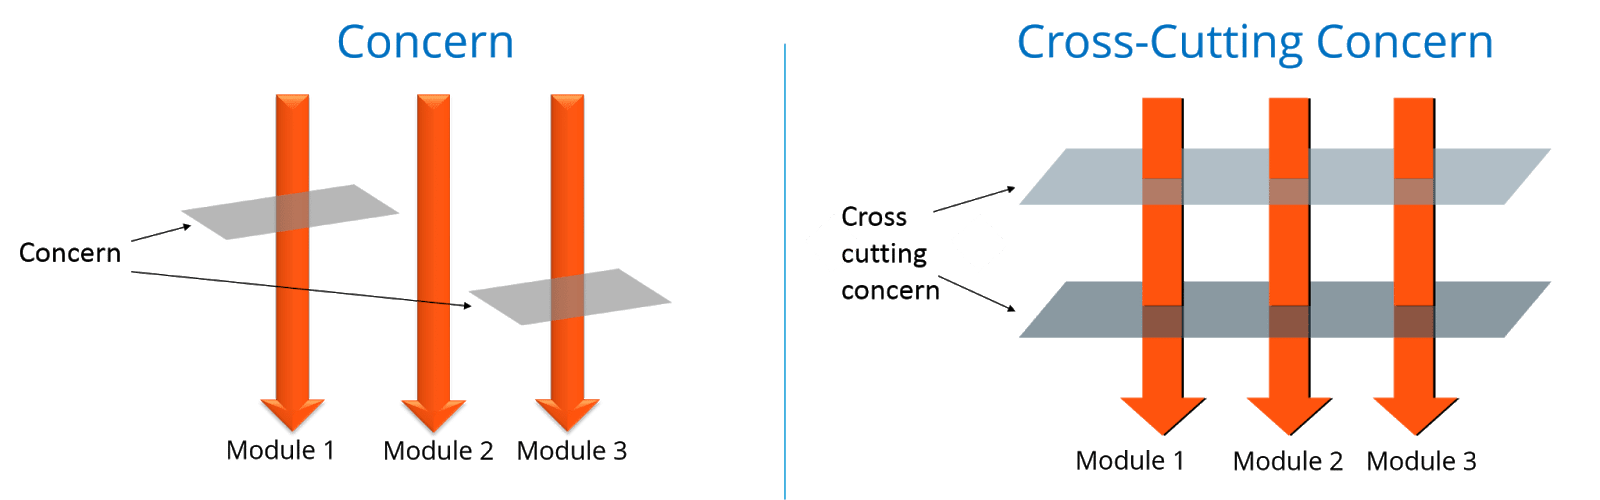 Concern
Concern
Module 1
Module 2
Module 3
Cross-Cutting Concern
Cross
cutting
concern
Module 1
Module 2
Module 3